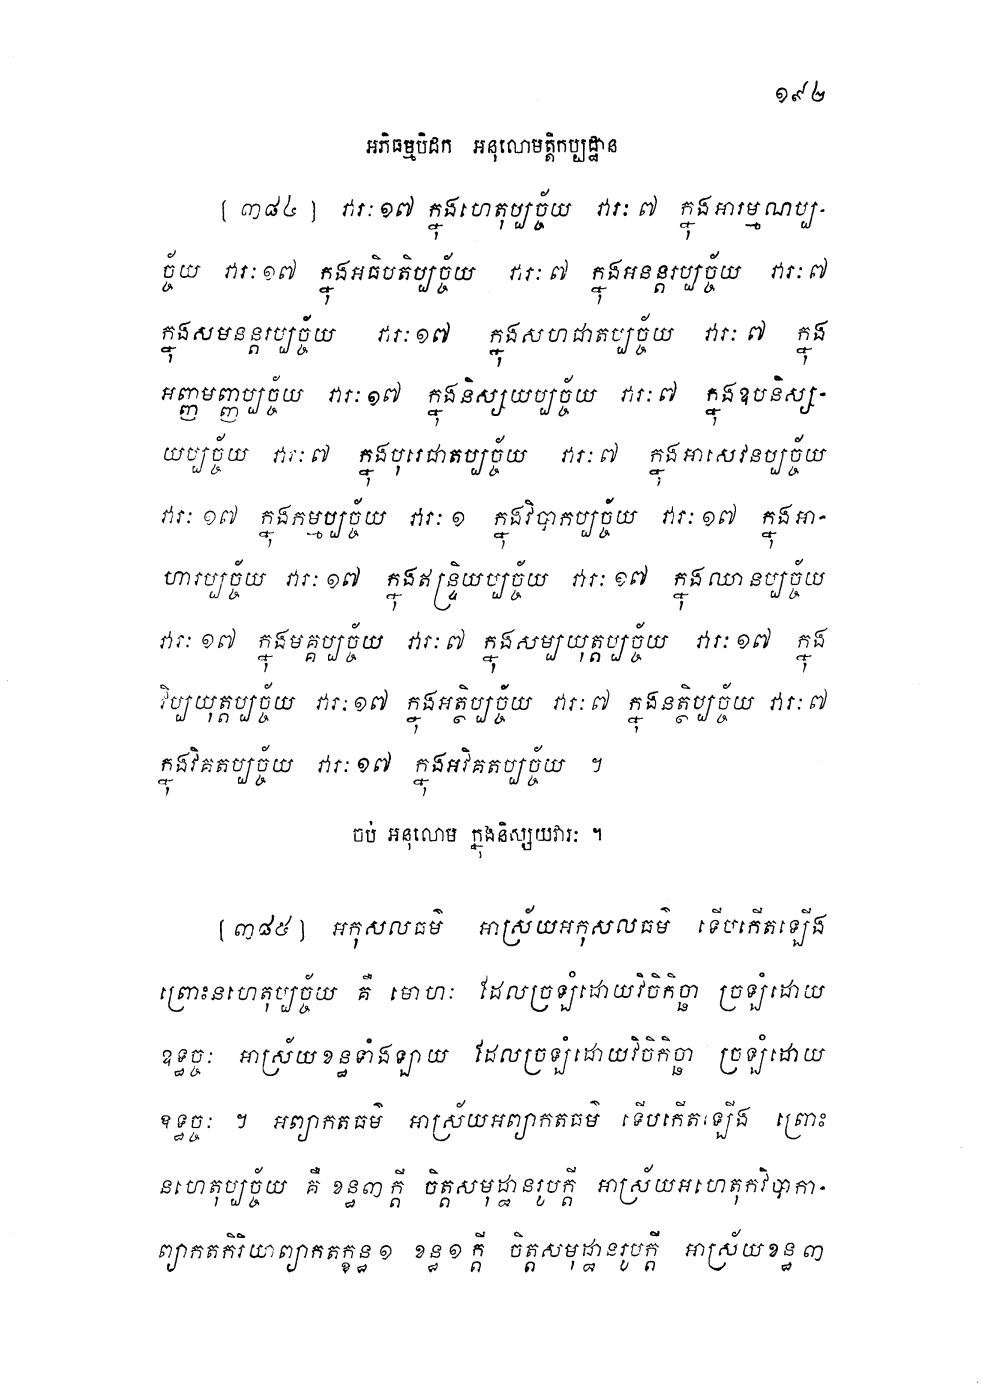 ១៩៤
អភិធម្មបិដក អនុលោមត្តិកប្បដ្ឋាន
[ ៣៨៤ ] វារៈ ១៧ ក្នុងហេតុប្បច្ច័យ វារៈ ៧ ក្នុងអារម្មណប្ប-
ច្ច័យ វារៈ ១៧ ក្នុងអធិបតិប្បច្ច័យ វារៈ ៧ ក្នុងអនន្តរប្បច្ច័យ វារៈ ៧
ក្នុងសមនន្តរប្បច្ច័យ វារៈ ១៧ ក្នុងសហជាតប្បច្ច័យ វារៈ ៧ ក្នុង
អញ្ញមញ្ញប្បច្ច័យ វារៈ ១៧ ក្នុងនិស្សយប្បច្ច័យ វារៈ ៧ ក្នុងឧបនិស្ស-
យប្បច្ច័យ វារៈ ៧ ក្នុងបុរេជាតប្បច្ច័យ វារៈ ៧ ក្នុងអាសេវនប្បច្ច័យ
វារៈ ១៧ ក្នុងកម្មប្បច្ច័យ វារៈ ១ ក្នុងវិបាកប្បច្ច័យ វារៈ ១៧ ក្នុងអា-
ហារប្បច្ច័យ វារៈ ១៧ ក្នុងឥន្ទ្រិយប្បច្ច័យ វារៈ ១៧ ក្នុងឈានប្បច្ច័យ
វារៈ ១៧ ក្នុងមគ្គប្បច្ច័យ វារៈ ៧ ក្នុងសម្បយុត្តប្បច្ច័យ វារៈ ១៧ ក្នុង
វិប្បយុត្តប្បច្ច័យ វារៈ ១៧ ក្នុងអត្ថិប្បច្ច័យ វារៈ ៧ ក្នុងនត្ថិប្បច្ច័យ វារៈ ៧
ក្នុងវិគតប្បច្ច័យ វារៈ ១៧ ក្នុងអវិគតប្បច្ច័យ ។
ចប់ អនុលោម ក្នុងនិស្សយវារៈ ។
[ ៣៨៥ ] អកុសលធម៌ អាស្រ័យអកុសលធម៌ ទើបកើតឡើង
ព្រោះនហេតុប្បច្ច័យ គឺ មោហៈ ដែលច្រឡំដោយវិចិកិច្ឆា ច្រឡំដោយ
ឧទ្ធច្ចៈ អាស្រ័យខន្ធទាំងឡាយ ដែលច្រឡំដោយវិចិកិច្ឆា ច្រឡំដោយ
ឧទ្ធច្ចៈ ។ អព្យាកតធម៌ អាស្រ័យអព្យាកតធម៌ ទើបកើតឡើង ព្រោះ
នហេតុប្បច្ច័យ គឺ ខន្ធ៣ ក្តី ចិត្តសមុដ្ឋានរូបក្តី អាស្រ័យអហេតុកវិបាកា-
ព្យាកតកិរិយាព្យាកតក្ខន្ធ ១ ខន្ធ ១ ក្តី ចិត្តសមុដ្ឋានរូបក្តី អាស្រ័យខន្ធ ៣